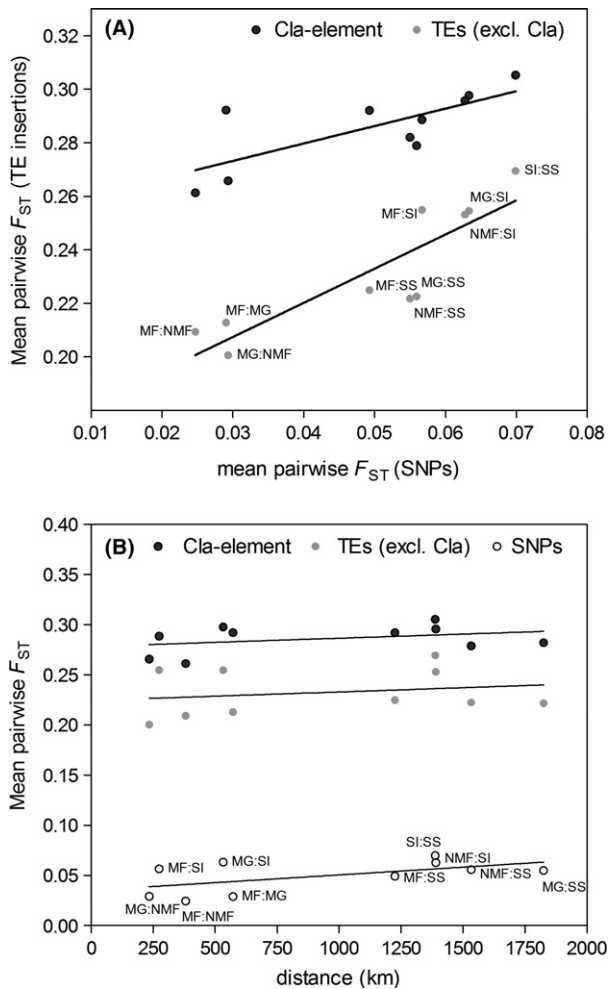 (A) Cla-element TEs (excl. Cla)
0.32
0.30
0.28
0.26
0.24
0.22
0.20
Mean pairwise FST (TE insertions)
SI:SS
MF:SI
MG:SI
NMF:SI
MF:SS
MG:SS
NMF:SS
MF:MG
MF:NMF
MG:NMF
0.01 0.02 0.03 0.04 0.05 0.06 0.07 0.08
mean pairwise FST (SNPs)
(B) Cla-element TEs (excl. Cla) SNPs
0.40
0.35
0.30
0.25
0.20
0.15
0.10
0.05
0.00
Mean pairwise FST
SI:SS
MF:SI
MG:SI
NMF:SI
MF:SS
NMF:SS
MG:NMF
MF:MG
MG:SS
MF:NMF
0 250 500 750 1000 1250 1500 1750 2000
distance (km)